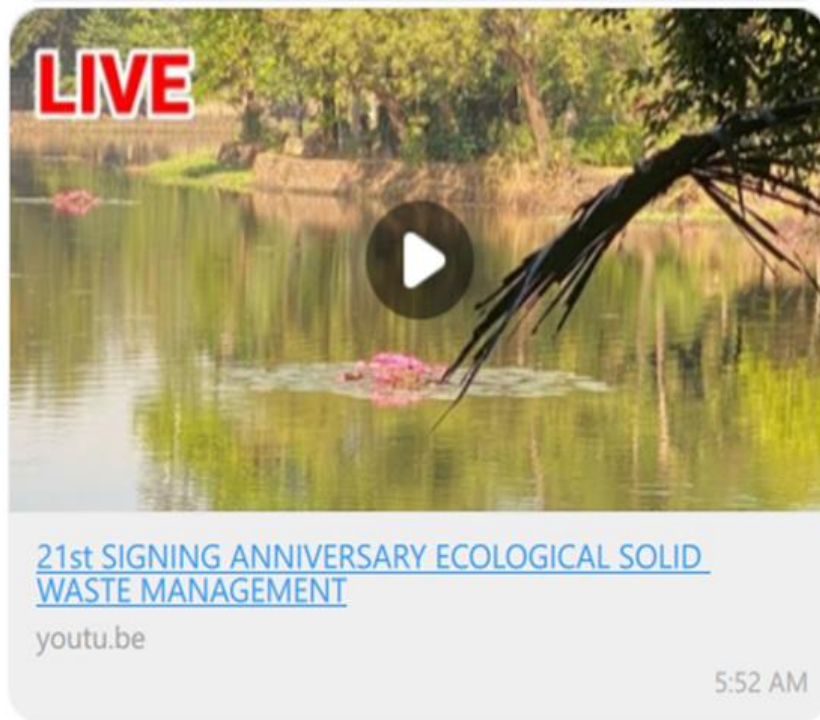 LIVE
21st SIGNING ANNIVERSARY ECOLOGICAL SOLID
WASTE MANAGEMENT
youtu.be
5:52 AM